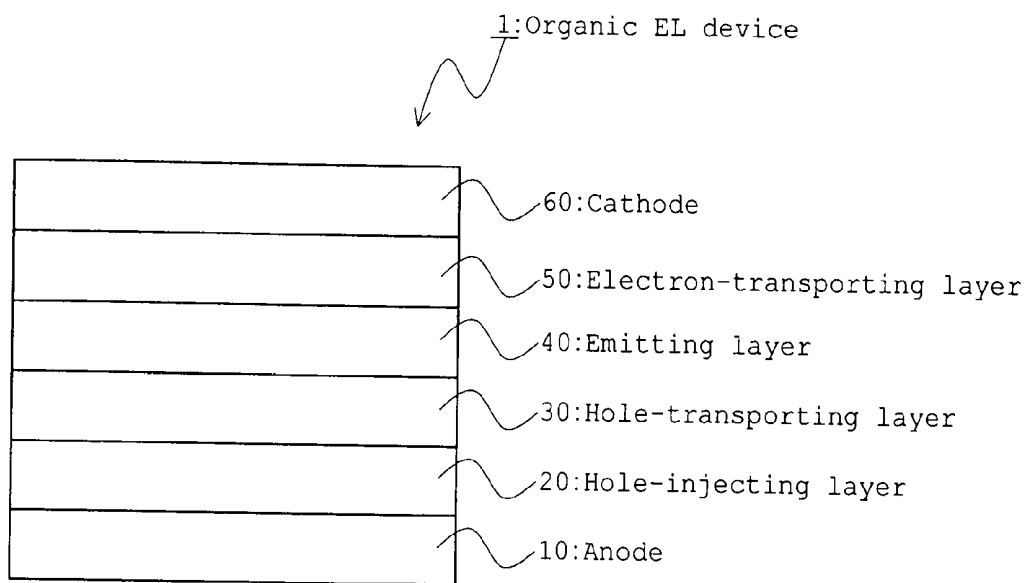 1:Organic EL device
60:Cathode
50:Electron-transporting layer
40:Emitting layer
30:Hole-transporting layer
20:Hole-injecting layer
10:Anode